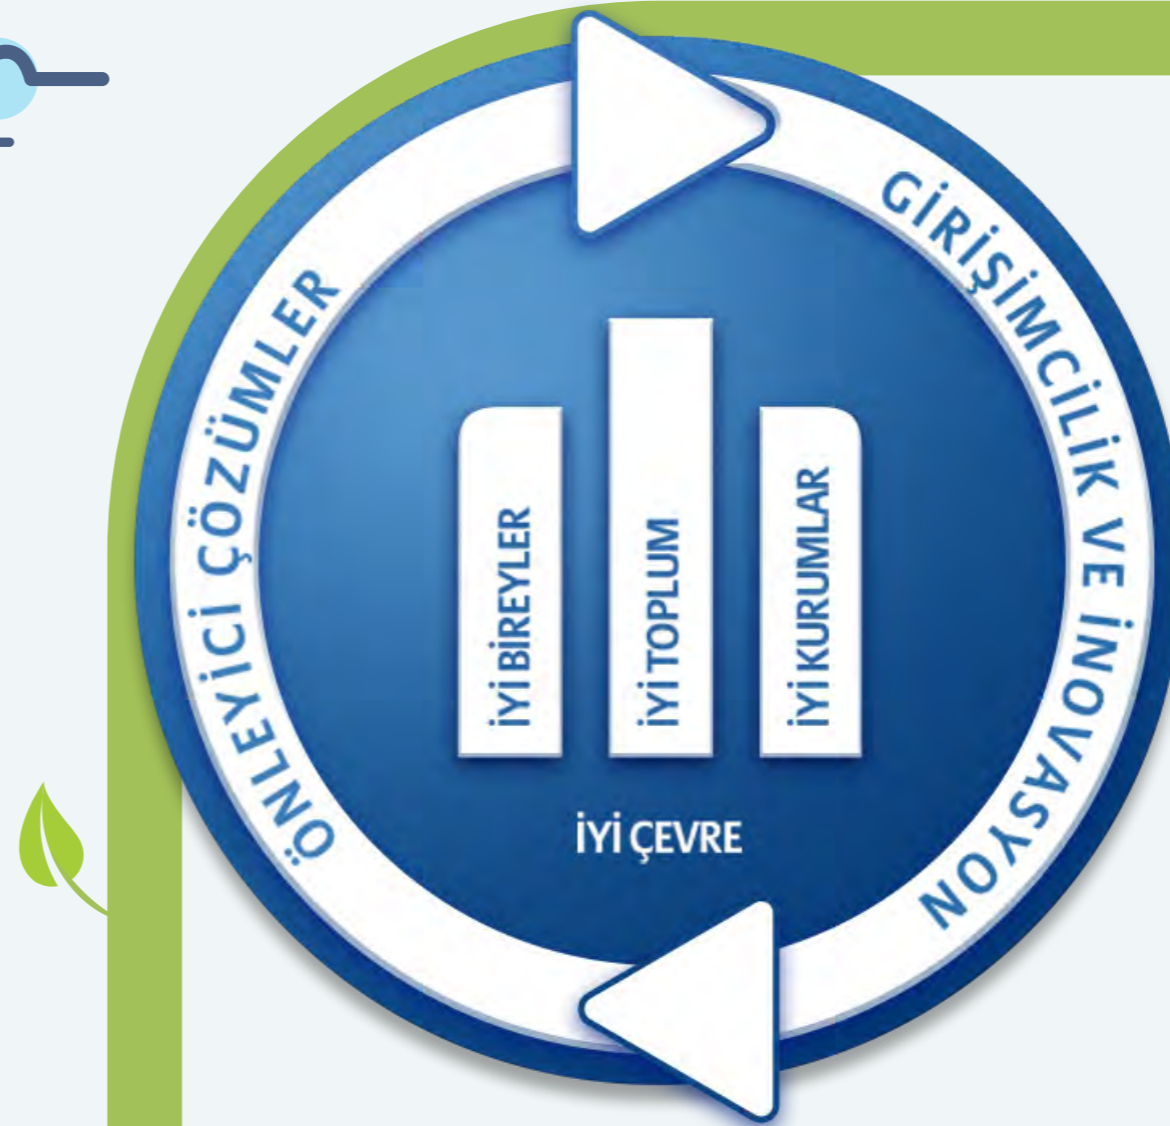 ÖNLEYİCİ ÇÖZÜMLER
GİRİŞİMCİLİK VE İNOVASYON
İYİ BİREYLER
İYİ TOPLUM
İYİ KURUMLAR
İYİ ÇEVRE